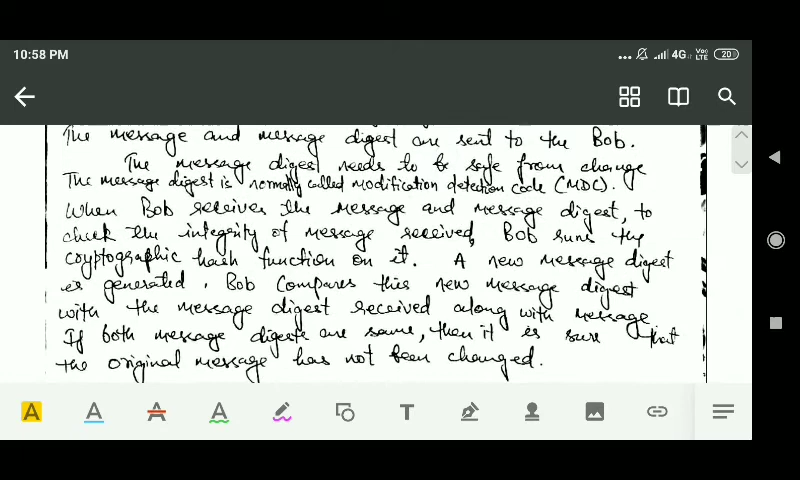 10:58 PM
... 4G Vo) LTE 20
The message and message digest are sent to the Bob.
The message digest needs to be safe from change
The message digest is normally called modification detection code (MDC).
When Bob receives the message and message digest, to
check the integrity of message received, Bob runs the
cryptographic hash function on it. A new message digest
is generated. Bob compares this new message digest
with the message digest received along with message
If both message digests are same, then it is sure that
the original message has not been changed.
A A A A T